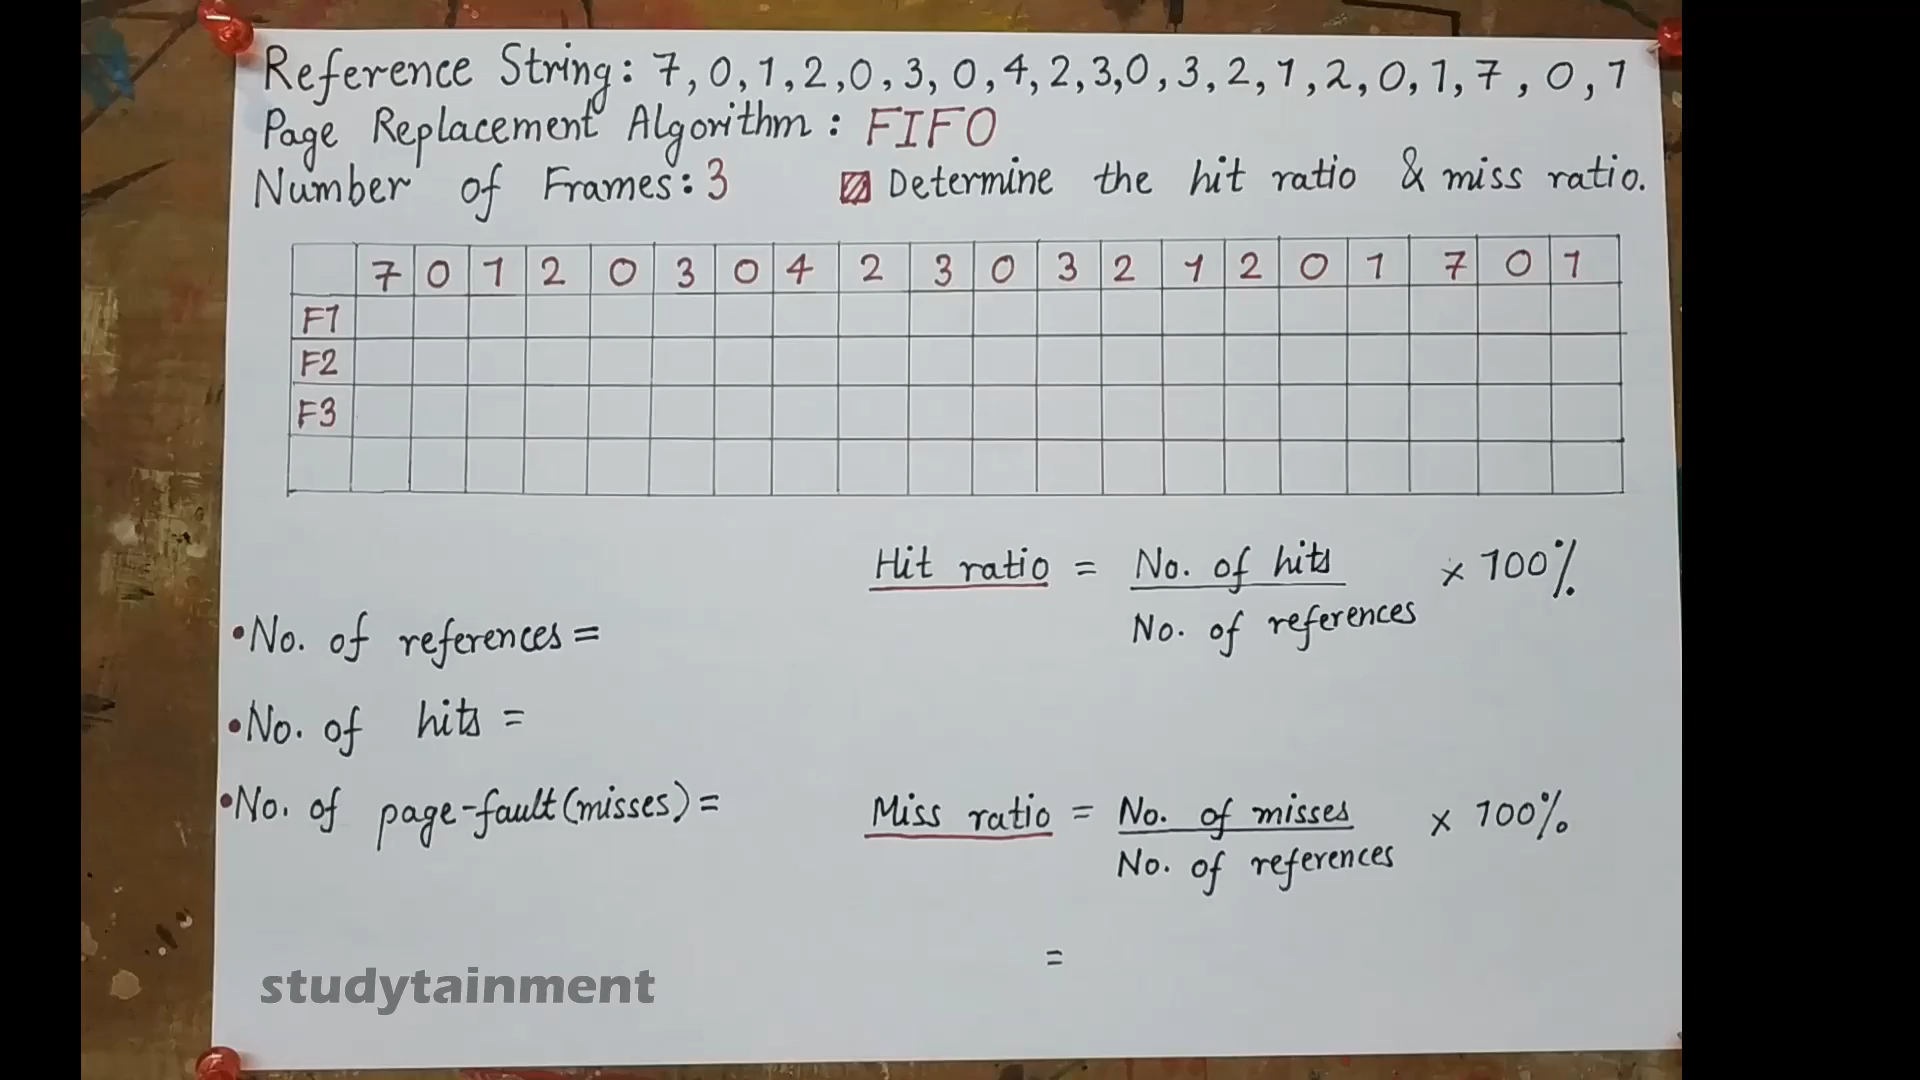 Reference String: 7, 0, 1, 2, 0, 3, 0, 4, 2, 3, 0, 3, 2, 1, 2, 0, 1, 7, 0, 1
Page Replacement Algorithm: FIFO
Number of Frames: 3 Determine the hit ratio & miss ratio.
7 0 1 2 0 3 0 4 2 3 0 3 2 1 2 0 1 7 0 1
F1
F2
F3
Hit ratio = No. of hits × 100%
No. of references
•No. of references =
•No. of hits =
•No. of page-fault(misses) =
Miss ratio = No. of misses × 100%
No. of references
=
studytainment